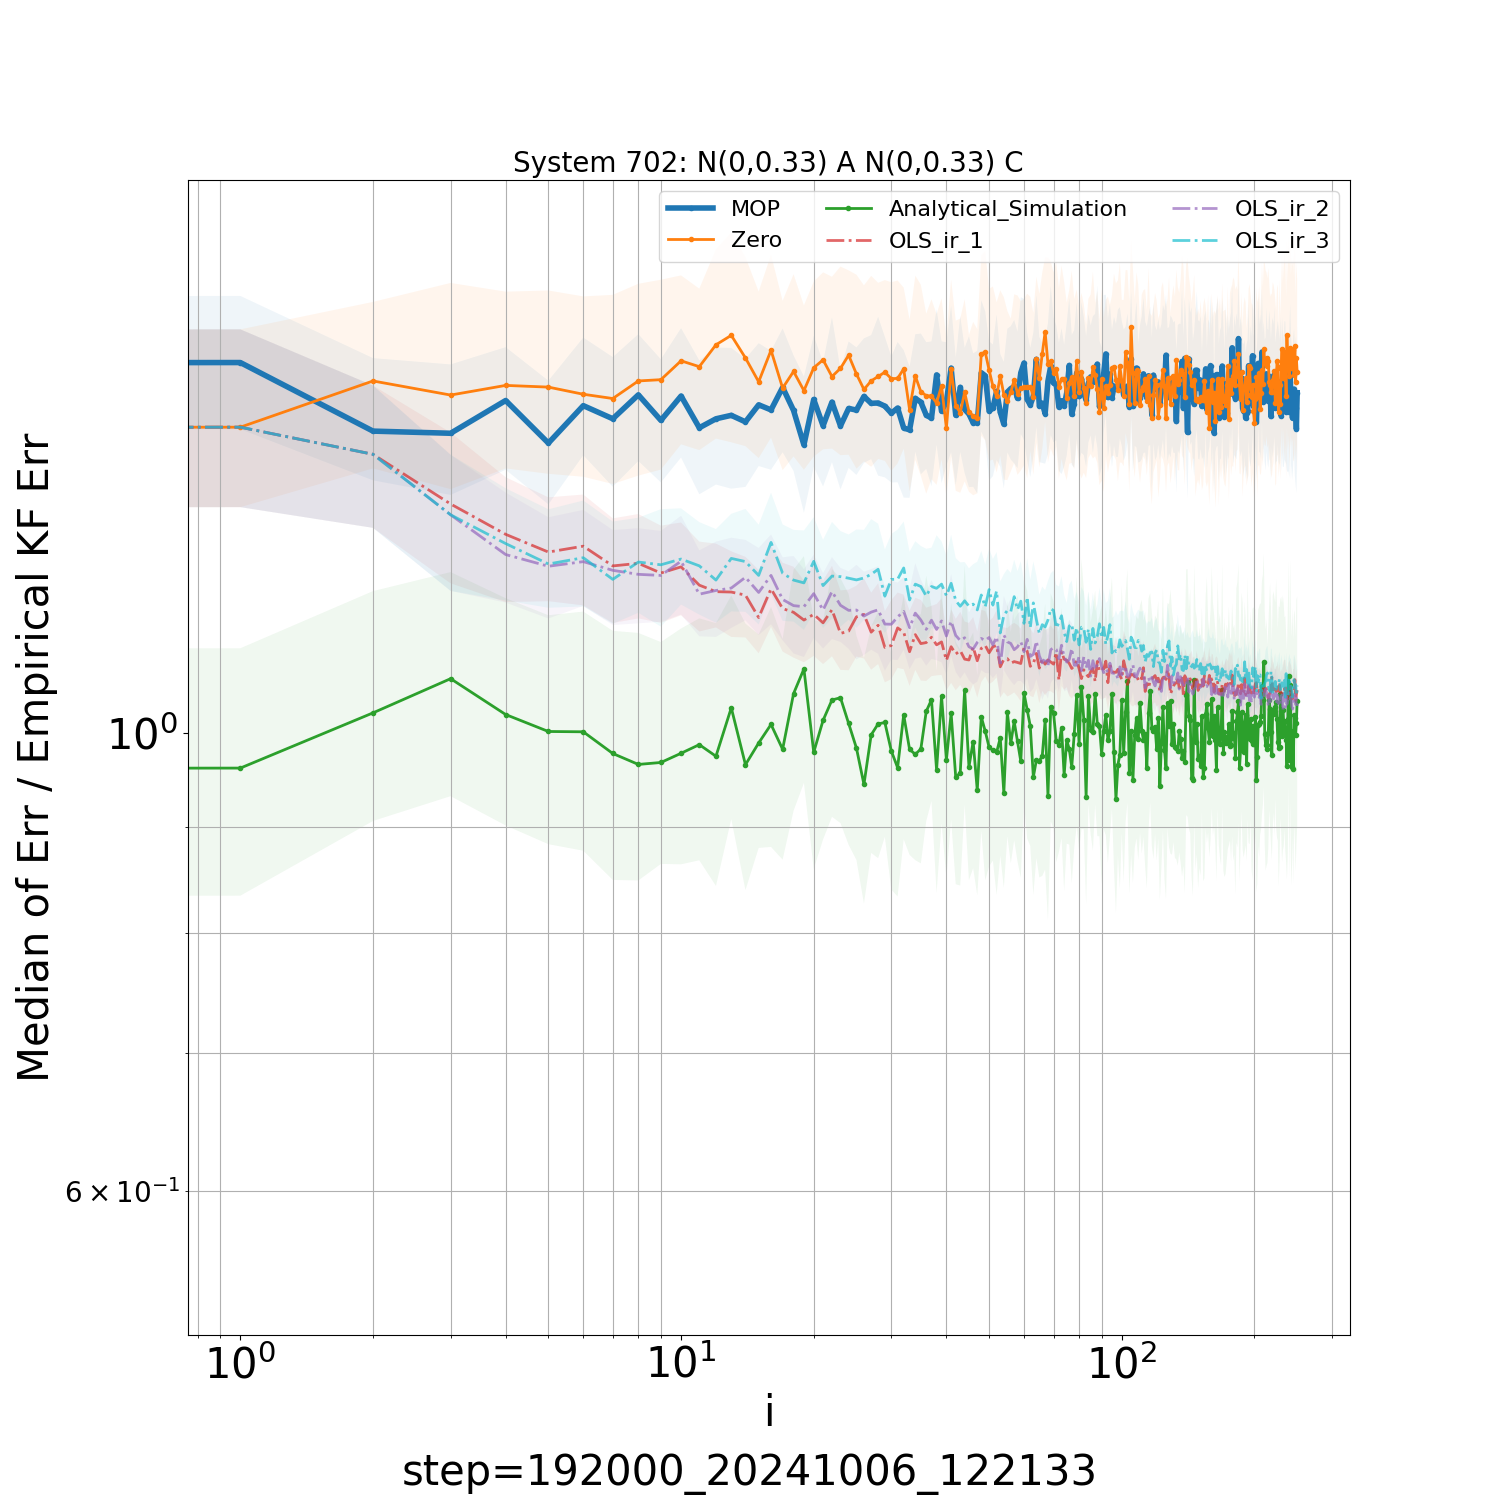 System 702: N(0,0.33) A N(0,0.33) C
MOP
Zero
Analytical_Simulation
OLS_ir_1
OLS_ir_2
OLS_ir_3
Median of Err / Empirical KF Err
10⁰
6 × 10⁻¹
10⁰
10¹
10²
i
step=192000_20241006_122133